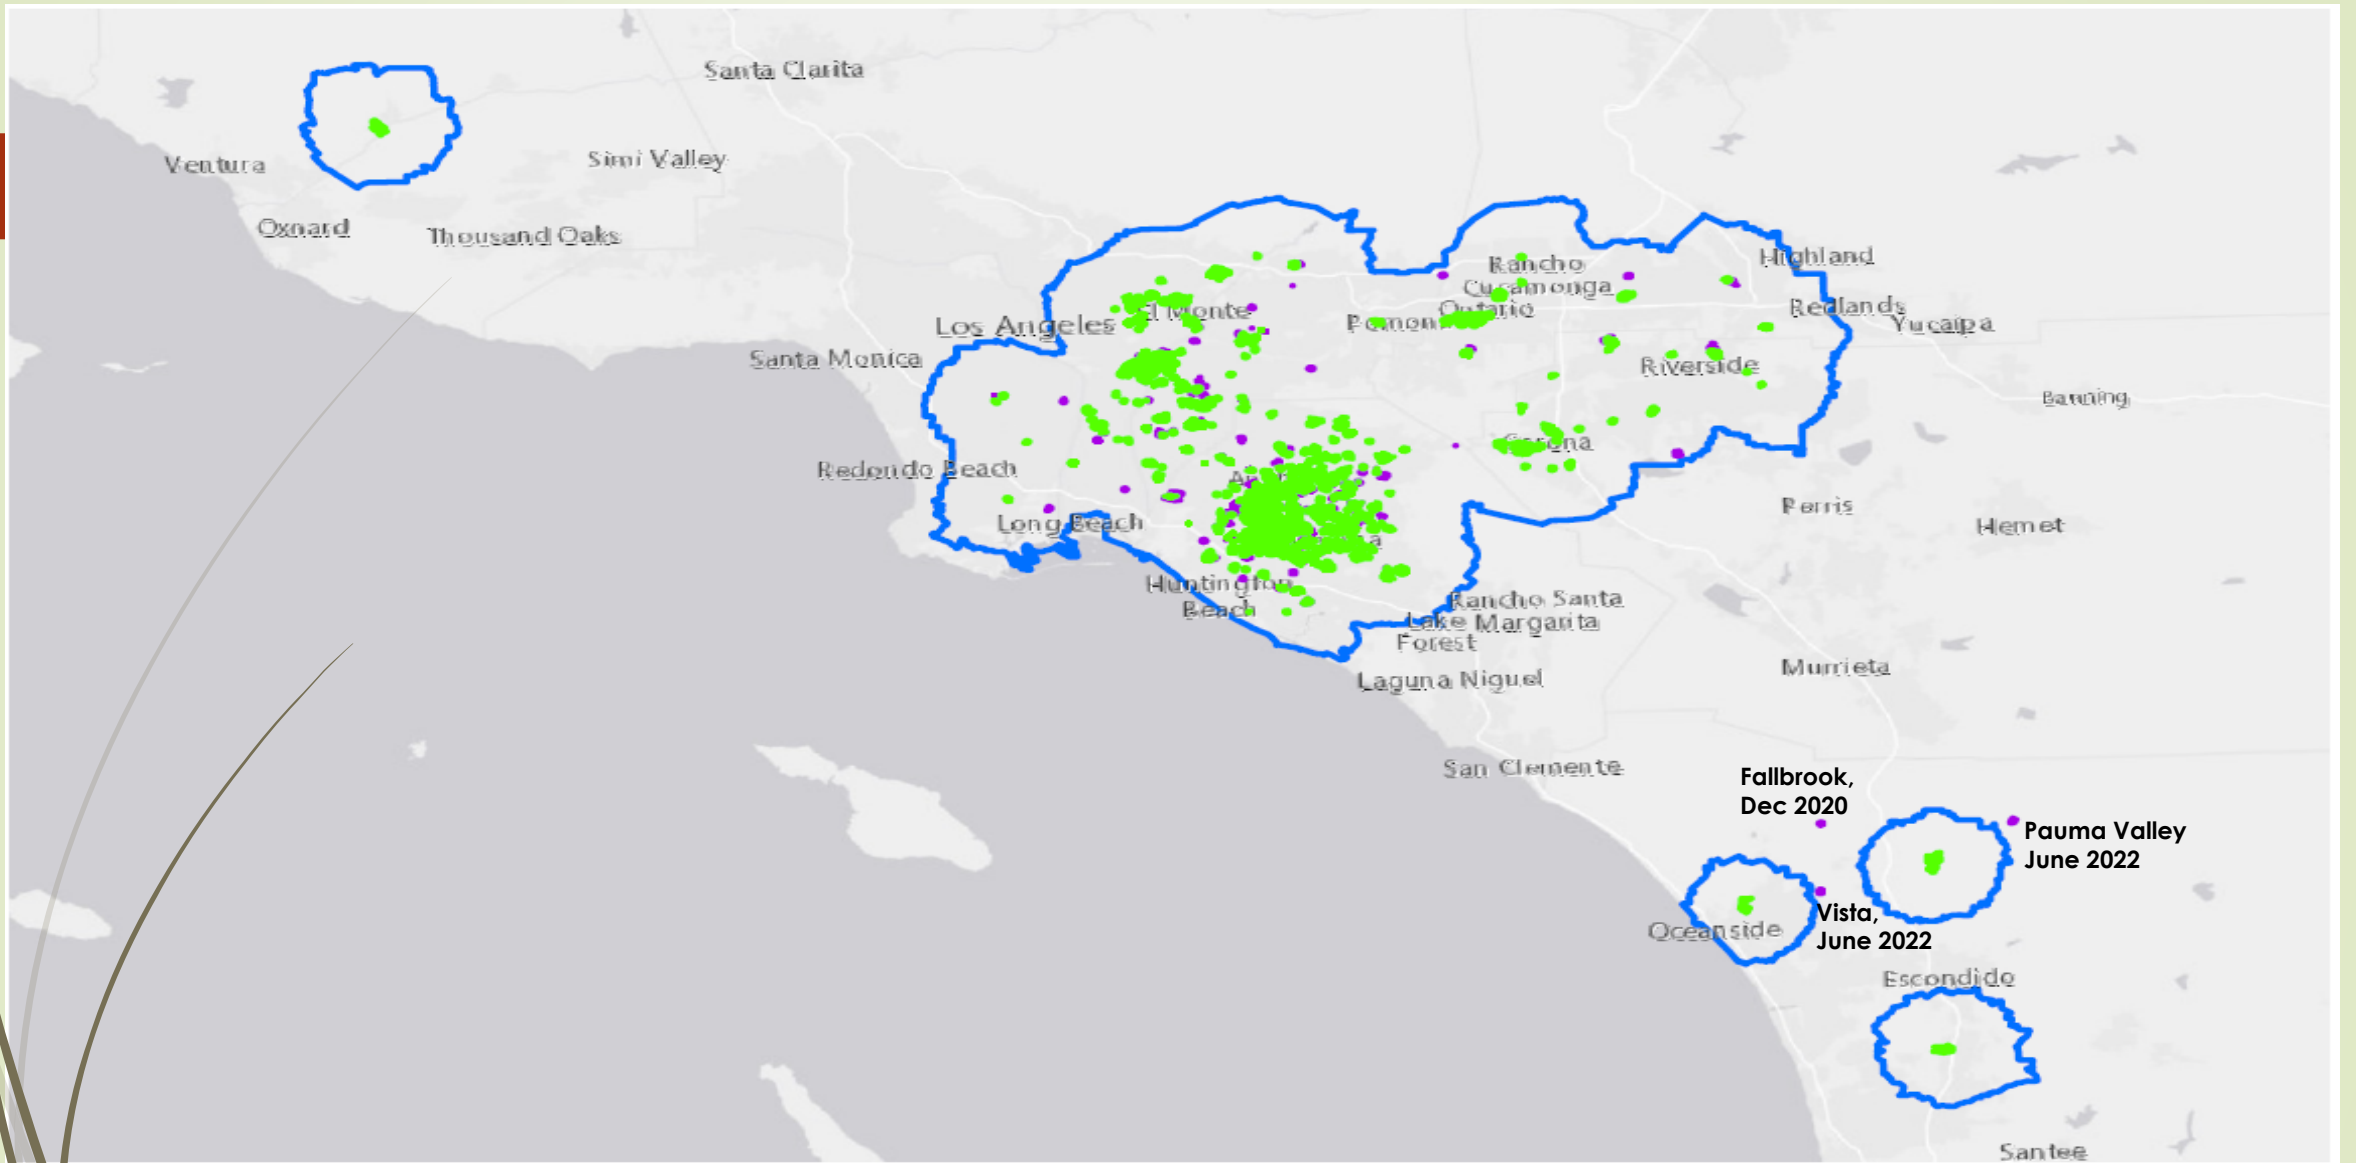 Santa Clarita
Ventura
Simi Valley
Oxnard
Thousand Oaks
Highland
Rancho
Cucamonga
El Monte
Ontario
Redlands
Los Angeles
Yucaipa
Santa Monica
Riverside
Banning
Corona
Redondo Beach
Perris
Long Beach
Hemet
Huntington
Beach
Rancho Santa
Margarita
Lake
Forest
Murrieta
Laguna Niguel
San Clemente
Fallbrook,
Dec 2020
Pauma Valley
June 2022
Vista,
June 2022
Oceanside
Escondido
Santee